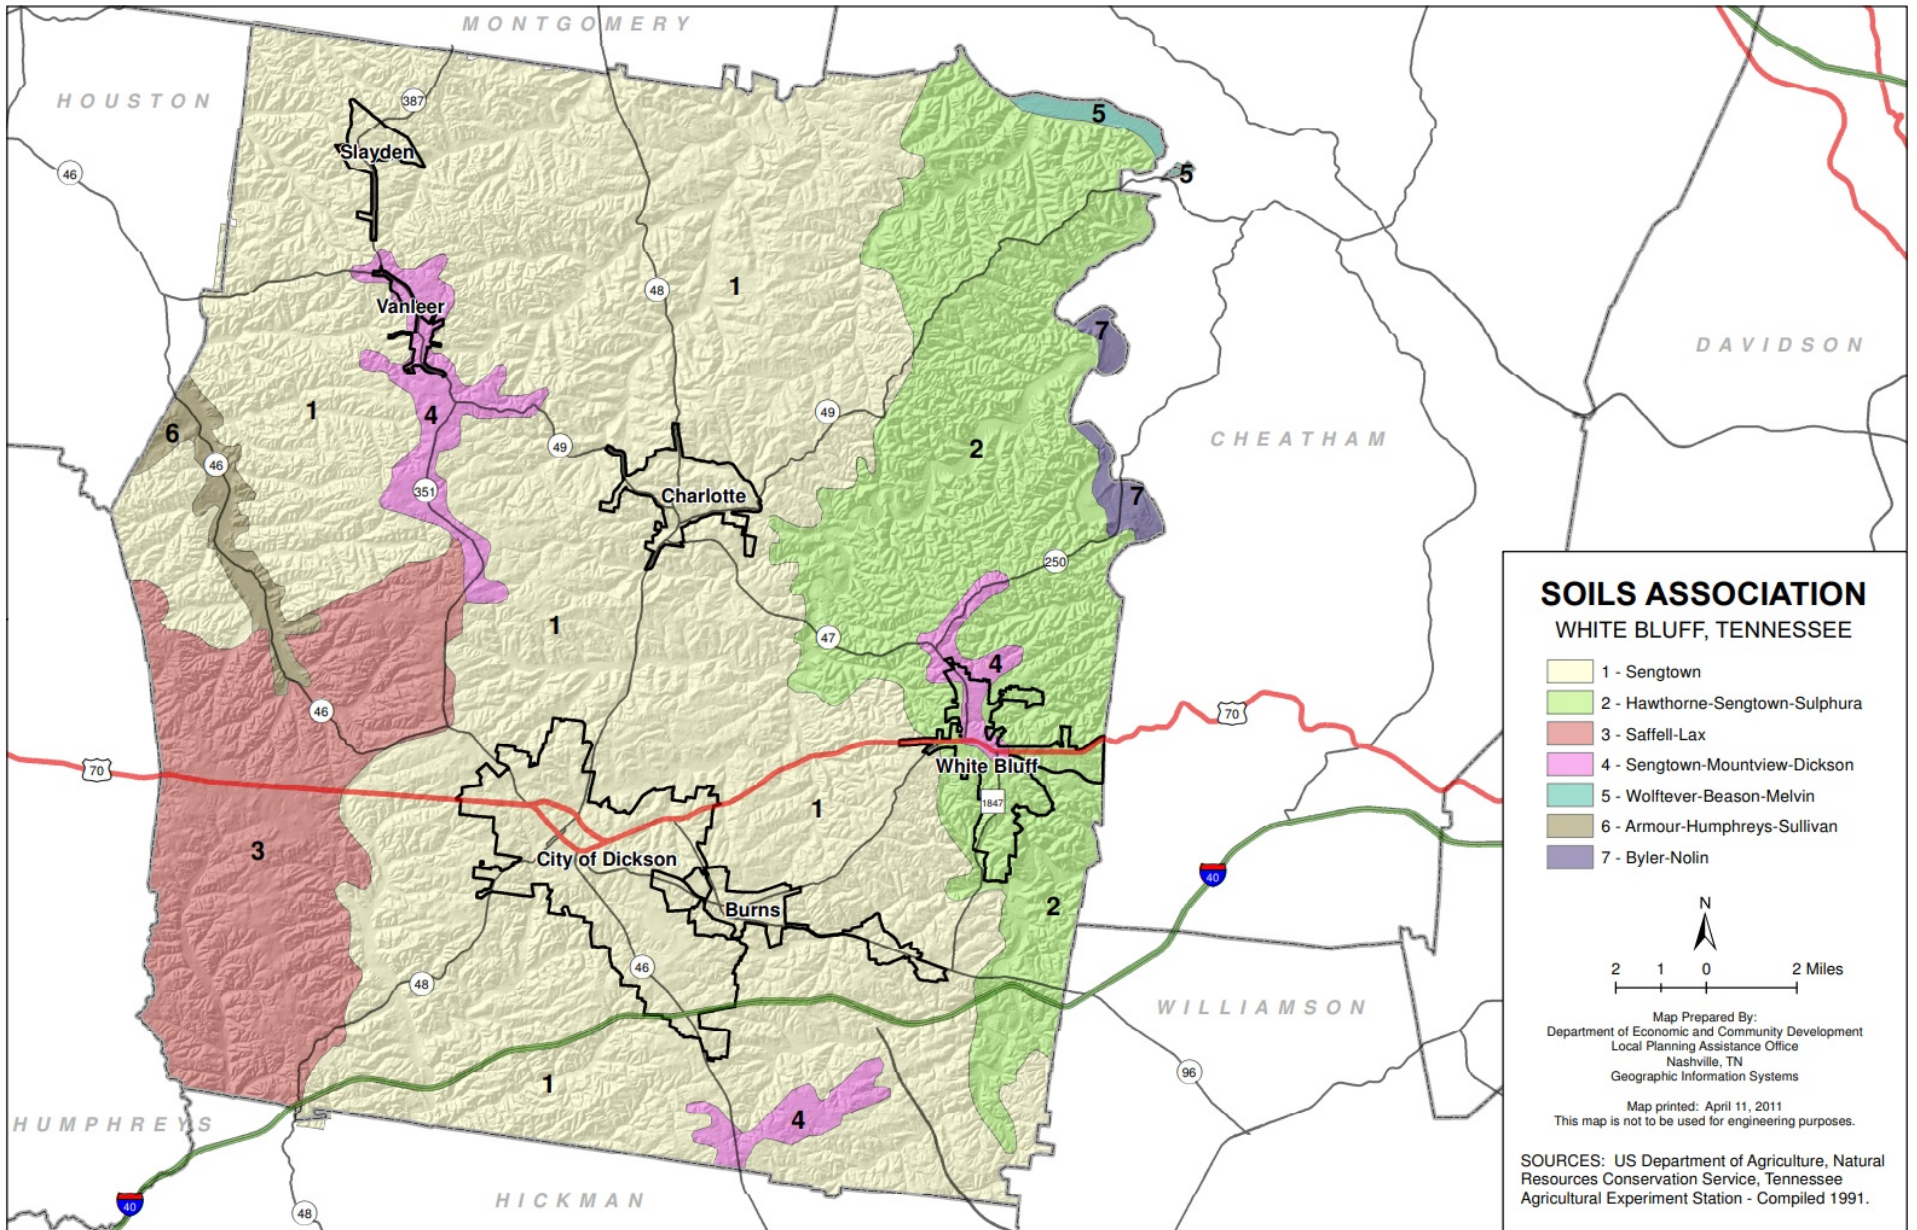 MONTGOMERY
HOUSTON
387
5
Slayden
46
5
48
1
Vanleer
7
DAVIDSON
1
49
4
6
49
2
CHEATHAM
46
351
Charlotte
7
250
1
47
4
46
70
70
White Bluff
1
1847
3
City of Dickson
40
Burns
2
46
48
WILLIAMSON
96
1
4
HUMPHREYS
HICKMAN
40
48
SOILS ASSOCIATION
WHITE BLUFF, TENNESSEE
1 - Sengtown
2 - Hawthorne-Sengtown-Sulphura
3 - Saffell-Lax
4 - Sengtown-Mountview-Dickson
5 - Wolftever-Beason-Melvin
6 - Armour-Humphreys-Sullivan
7 - Byler-Nolin
N
2 1 0 2 Miles
Map Prepared By:
Department of Economic and Community Development
Local Planning Assistance Office
Nashville, TN
Geographic Information Systems
Map printed: April 11, 2011
This map is not to be used for engineering purposes.
SOURCES: US Department of Agriculture, Natural
Resources Conservation Service, Tennessee
Agricultural Experiment Station - Compiled 1991.